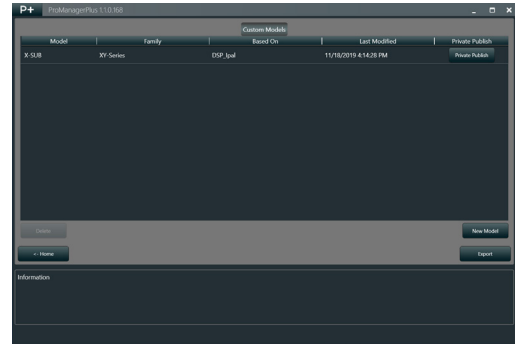 P+ ProManagerPlus 1.1.0.168
Custom Models
Model Family Based On Last Modified Private Publish
X-SUB XY-Series DSP_Ipal 11/18/2019 4:14:28 PM Private Publish
Delete New Model
<- Home Export
Information